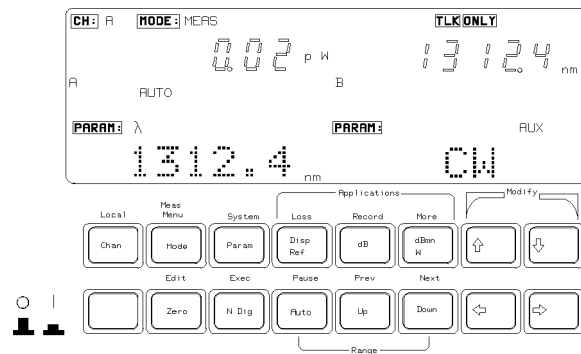 CH: A MODE: MEAS TLK ONLY
0.02 pW 1312.4 nm
A B
AUTO
PARAM: λ PARAM: AUX
1312.4 nm CW
Applications Modify
Local Meas Menu System Loss Record More
Chan Mode Param Disp Ref dB dBm W ⇧ ⇩
Edit Exec Pause Prev Next
O | Zero N Dig Auto Up Down ⇦ ⇨
Range